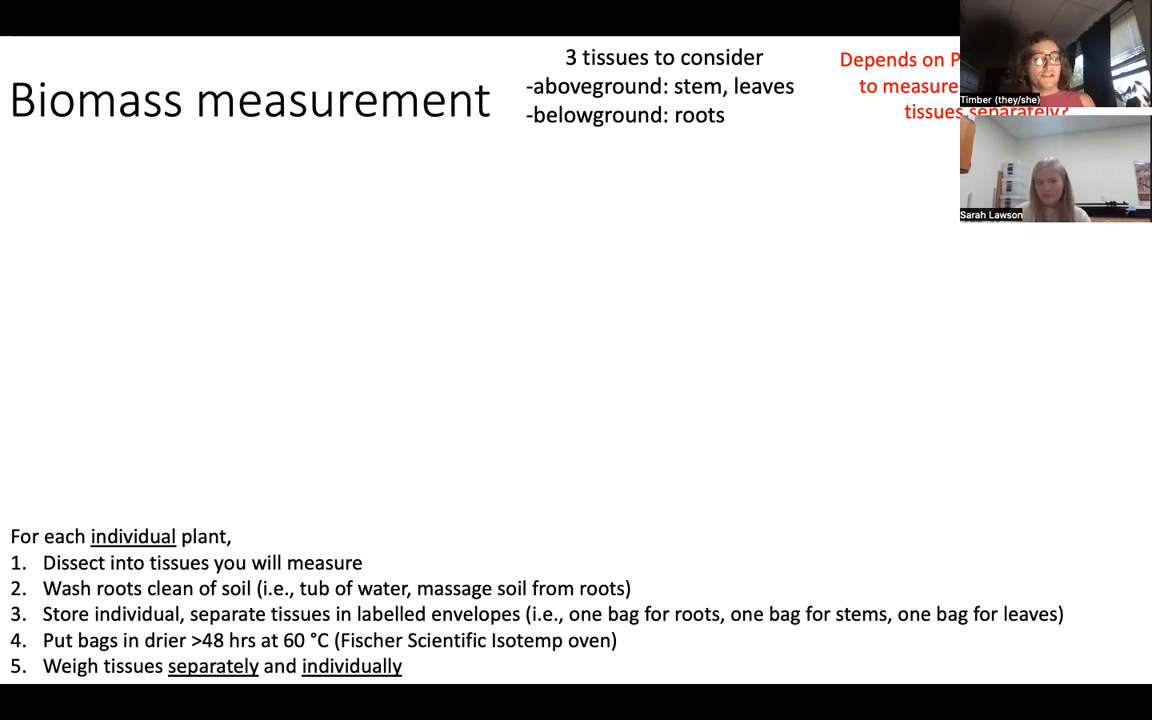 Biomass measurement
3 tissues to consider
-aboveground: stem, leaves
-belowground: roots
Depends on P
to measure
tissues separately?
Timber (they/she)
Sarah Lawson
For each individual plant,
1. Dissect into tissues you will measure
2. Wash roots clean of soil (i.e., tub of water, massage soil from roots)
3. Store individual, separate tissues in labelled envelopes (i.e., one bag for roots, one bag for stems, one bag for leaves)
4. Put bags in drier >48 hrs at 60 °C (Fischer Scientific Isotemp oven)
5. Weigh tissues separately and individually